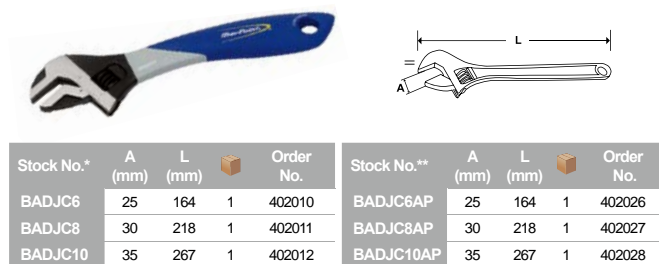 L
A
Stock No.* A (mm) L (mm) Order No.
BADJC6 25 164 1 402010
BADJC8 30 218 1 402011
BADJC10 35 267 1 402012
Stock No.** A (mm) L (mm) Order No.
BADJC6AP 25 164 1 402026
BADJC8AP 30 218 1 402027
BADJC10AP 35 267 1 402028